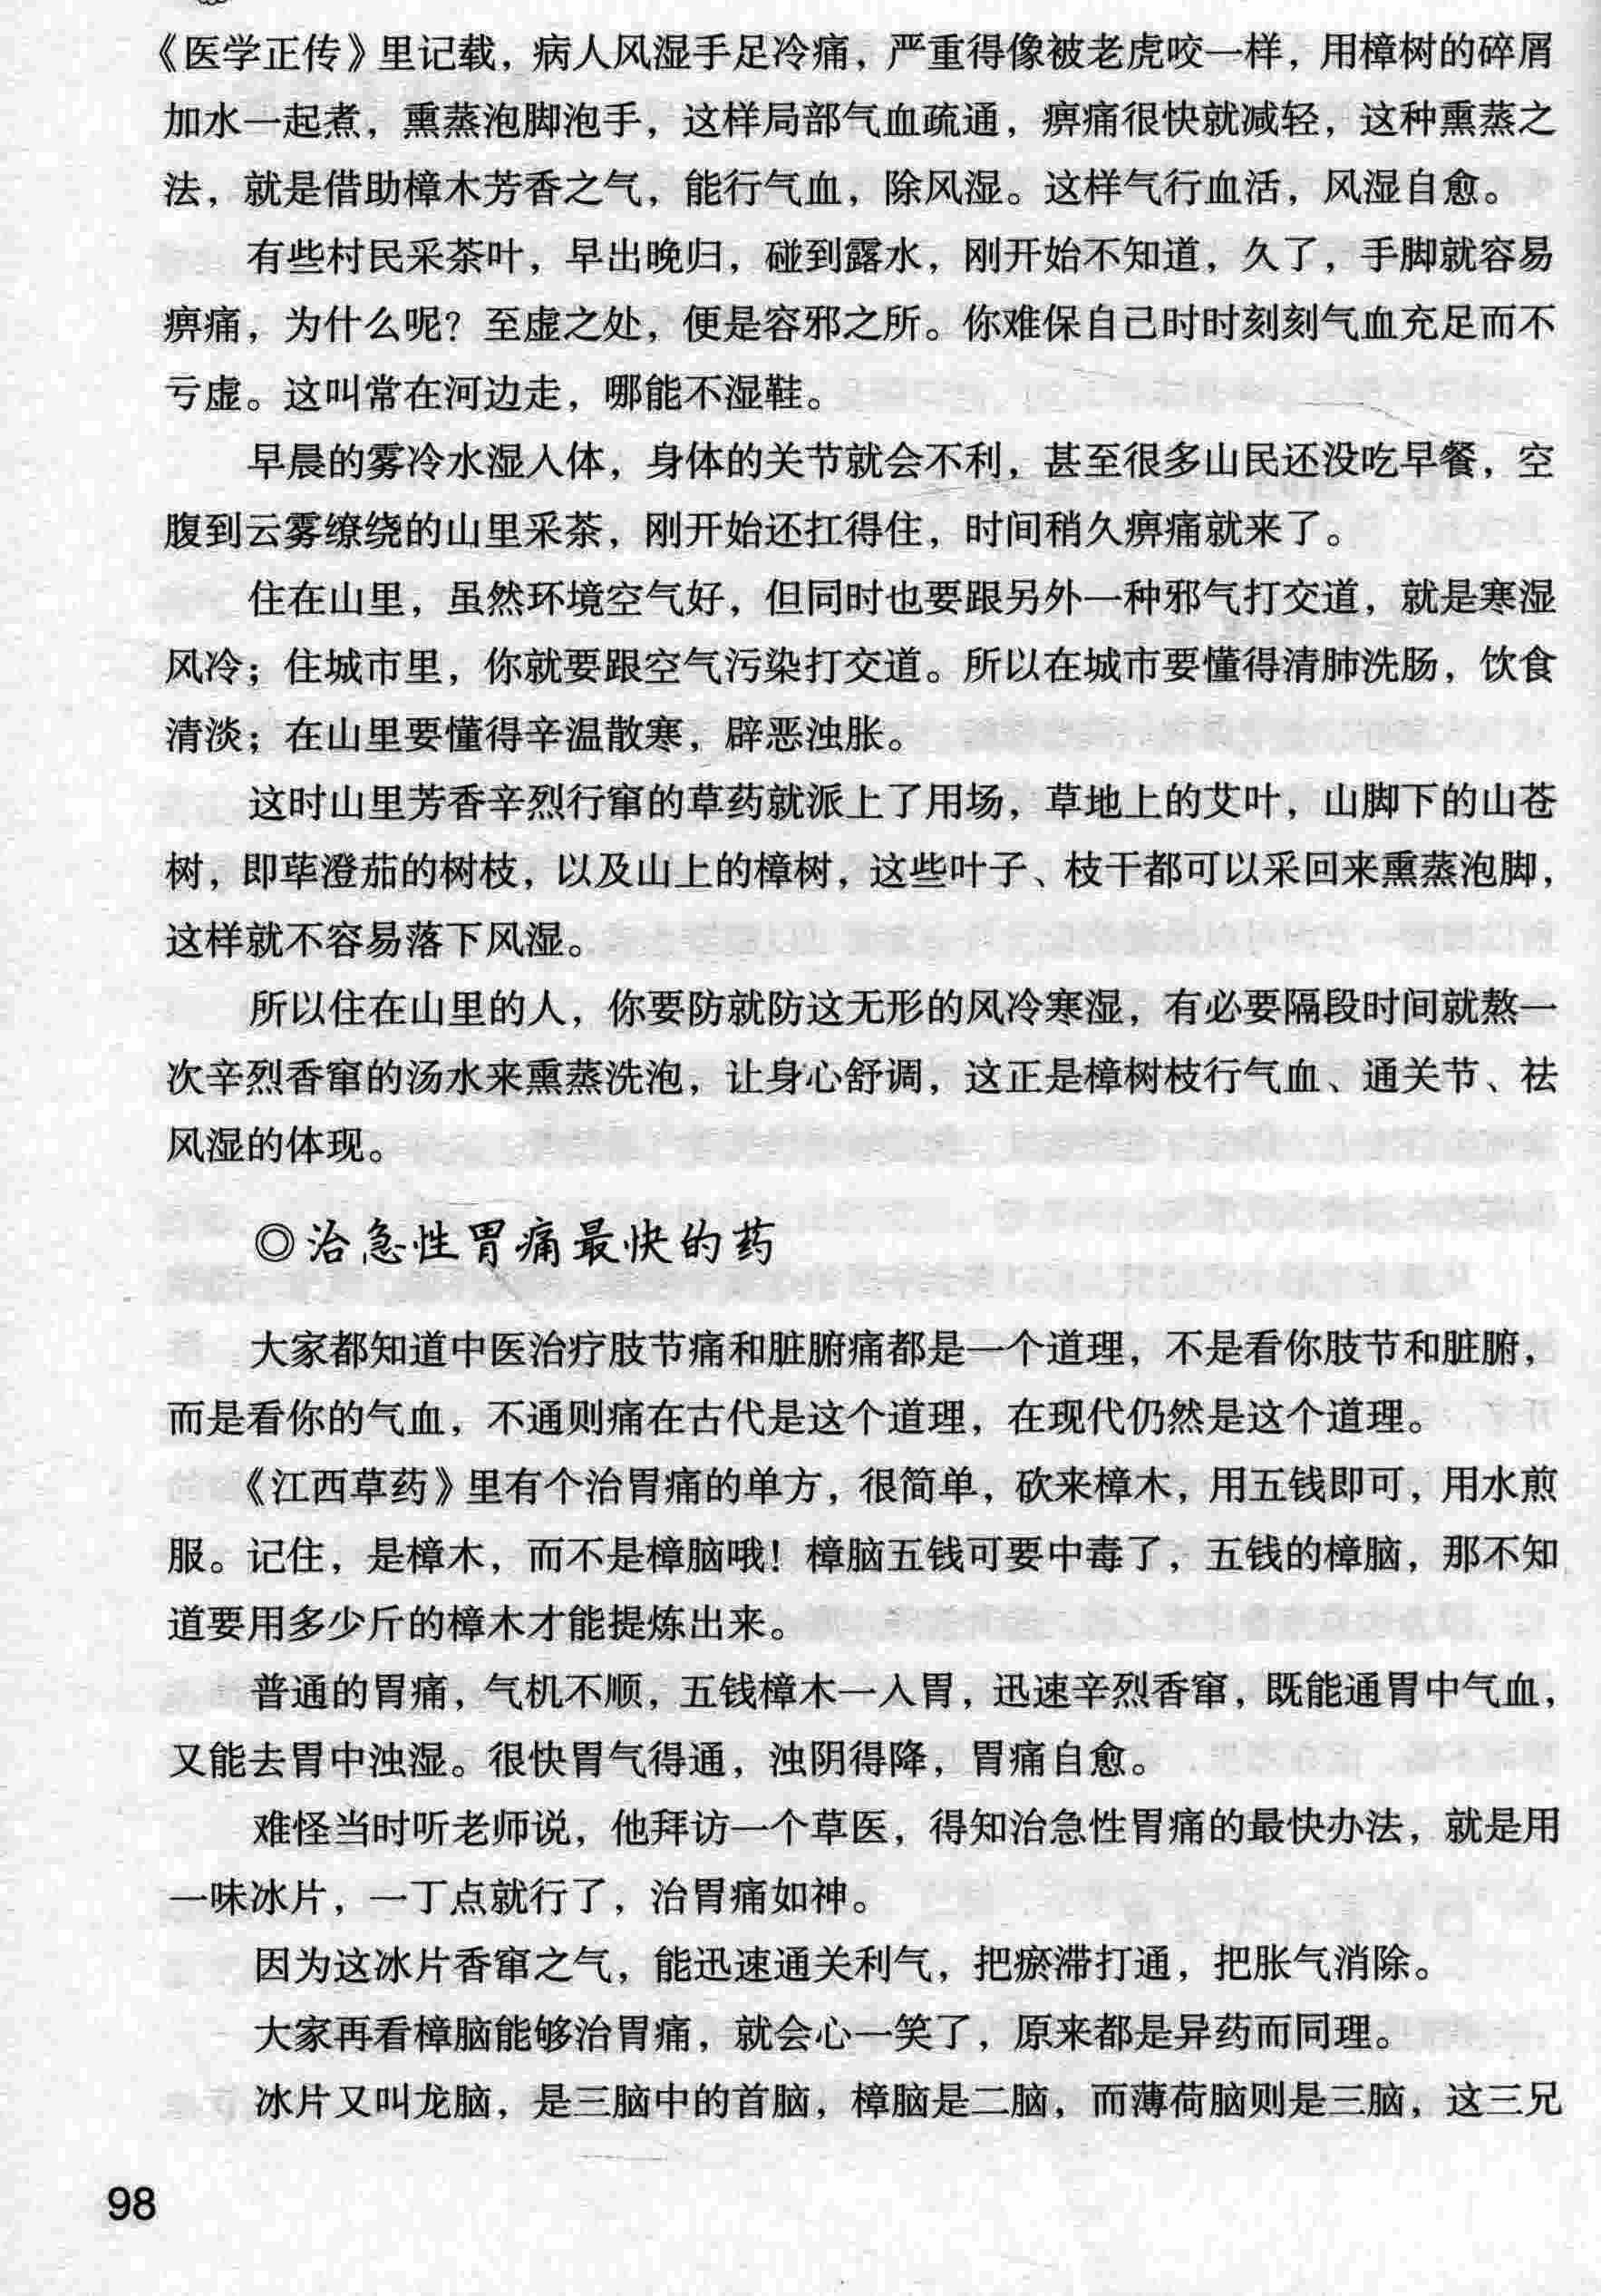 《医学正传》里记载，病人风湿手足冷痛，严重得像被老虎咬一样，用樟树的碎屑
加水一起煮，熏蒸泡脚泡手，这样局部气血疏通，痹痛很快就减轻，这种熏蒸之
法，就是借助樟木芳香之气，能行气血，除风湿。这样气行血活，风湿自愈。
有些村民采茶叶，早出晚归，碰到露水，刚开始不知道，久了，手脚就容易
痹痛，为什么呢？至虚之处，便是容邪之所。你难保自己时时刻刻气血充足而不
亏虚。这叫常在河边走，哪能不湿鞋。
早晨的雾冷水湿入体，身体的关节就会不利，甚至很多山民还没吃早餐，空
腹到云雾缭绕的山里采茶，刚开始还扛得住，时间稍久痹痛就来了。
住在山里，虽然环境空气好，但同时也要跟另外一种邪气打交道，就是寒湿
风冷；住城市里，你就要跟空气污染打交道。所以在城市要懂得清肺洗肠，饮食
清淡；在山里要懂得辛温散寒，辟恶浊胀。
这时山里芳香辛烈行窜的草药就派上了用场，草地上的艾叶，山脚下的山苍
树，即荜澄茄的树枝，以及山上的樟树，这些叶子、枝干都可以采回来熏蒸泡脚，
这样就不容易落下风湿。
所以住在山里的人，你要防就防这无形的风冷寒湿，有必要隔段时间就熬一
次辛烈香窜的汤水来熏蒸洗泡，让身心舒调，这正是樟树枝行气血、通关节、祛
风湿的体现。
◎治急性胃痛最快的药
大家都知道中医治疗肢节痛和脏腑痛都是一个道理，不是看你肢节和脏腑，
而是看你的气血，不通则痛在古代是这个道理，在现代仍然是这个道理。
《江西草药》里有个治胃痛的单方，很简单，砍来樟木，用五钱即可，用水煎
服。记住，是樟木，而不是樟脑哦！樟脑五钱可要中毒了，五钱的樟脑，那不知
道要用多少斤的樟木才能提炼出来。
普通的胃痛，气机不顺，五钱樟木一入胃，迅速辛烈香窜，既能通胃中气血，
又能去胃中浊湿。很快胃气得通，浊阴得降，胃痛自愈。
难怪当时听老师说，他拜访一个草医，得知治急性胃痛的最快办法，就是用
一味冰片，一丁点就行了，治胃痛如神。
因为这冰片香窜之气，能迅速通关利气，把瘀滞打通，把胀气消除。
大家再看樟脑能够治胃痛，就会心一笑了，原来都是异药而同理。
冰片又叫龙脑，是三脑中的首脑，樟脑是二脑，而薄荷脑则是三脑，这三兄
98